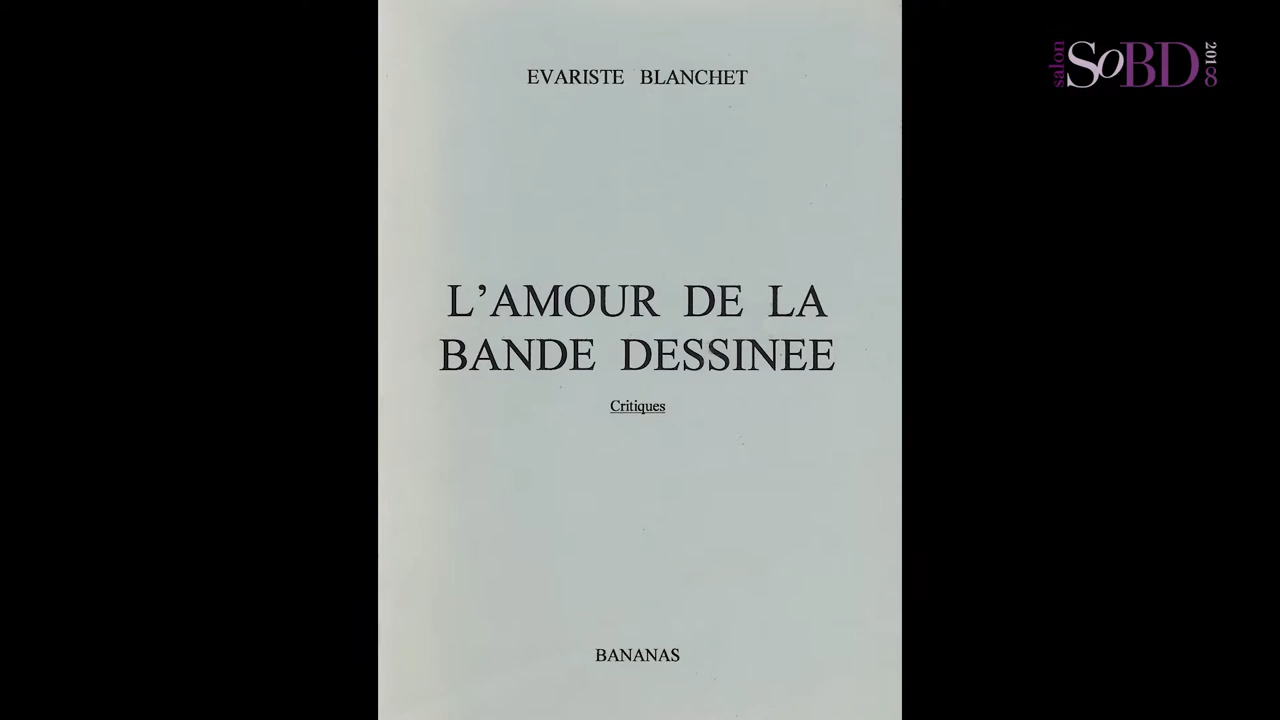 EVARISTE BLANCHET
L'AMOUR DE LA
BANDE DESSINEE
Critiques
BANANAS
salon
SoBD
2018